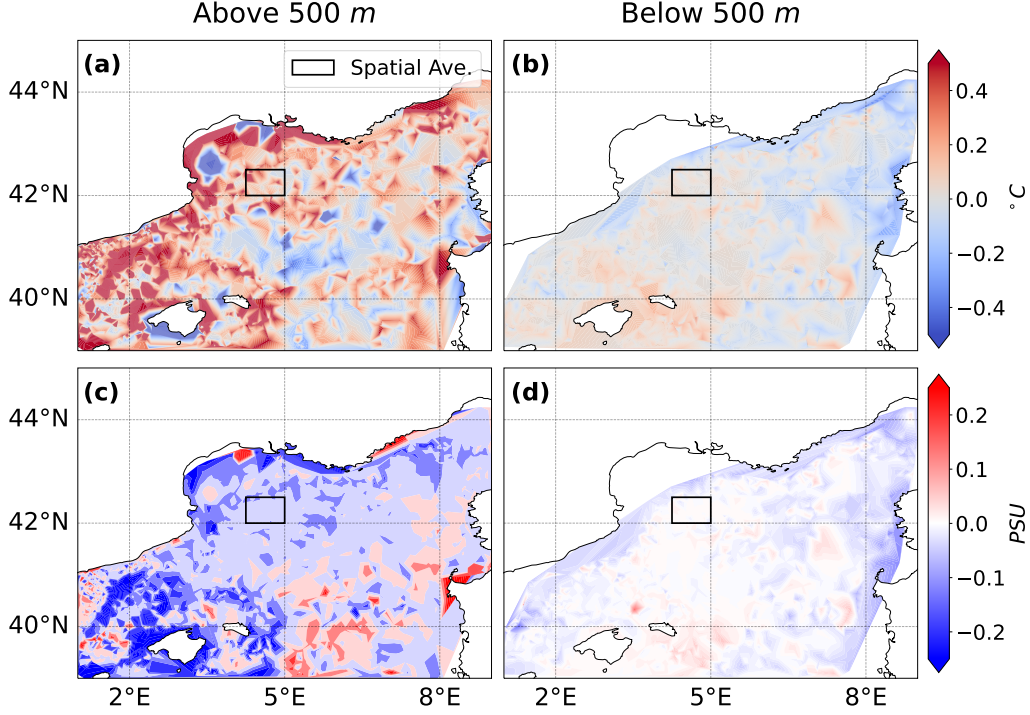 Above 500 m
Below 500 m
(a)
Spatial Ave.
(b)
44°N
42°N
40°N
0.4
0.2
0.0
−0.2
−0.4
°C
(c)
(d)
44°N
42°N
40°N
0.2
0.1
0.0
−0.1
−0.2
PSU
2°E
5°E
8°E
2°E
5°E
8°E